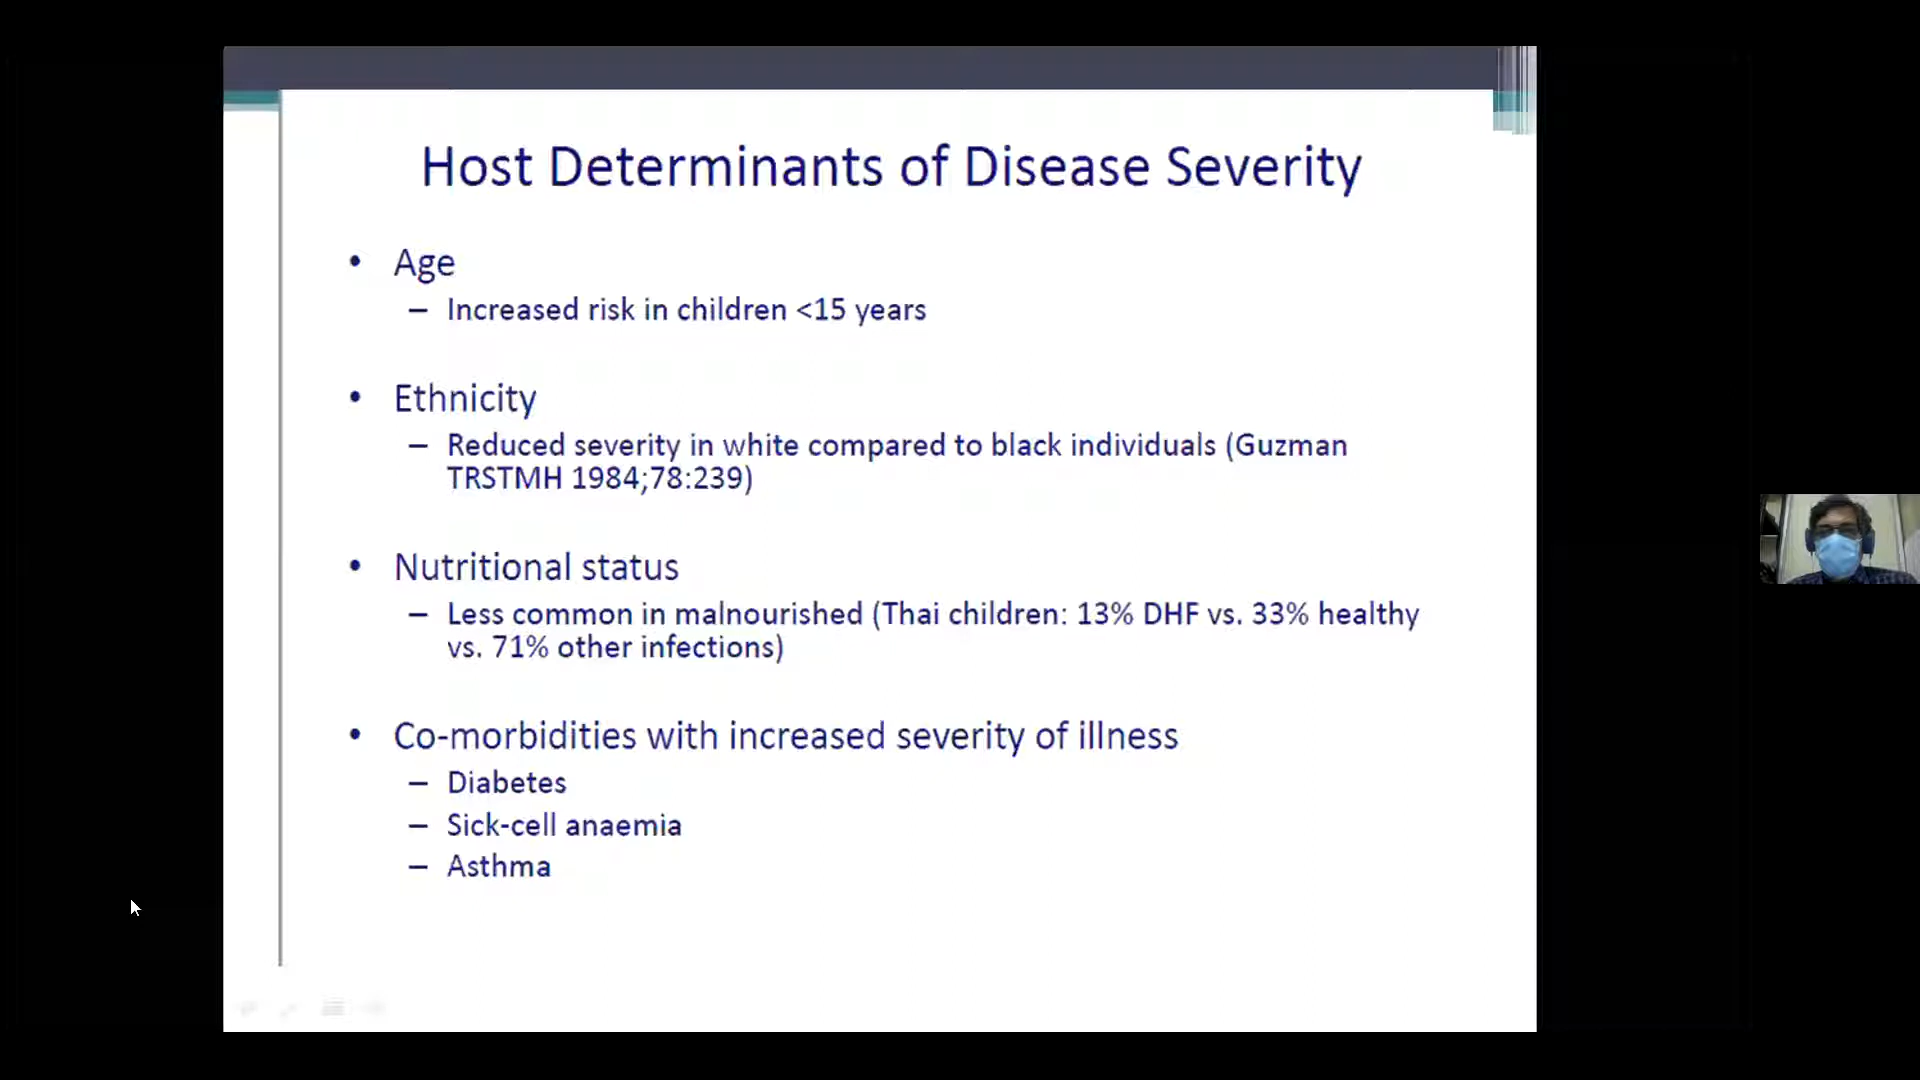 Host Determinants of Disease Severity
• Age
– Increased risk in children <15 years
• Ethnicity
– Reduced severity in white compared to black individuals (Guzman
TRSTMH 1984;78:239)
• Nutritional status
– Less common in malnourished (Thai children: 13% DHF vs. 33% healthy
vs. 71% other infections)
• Co-morbidities with increased severity of illness
– Diabetes
– Sick-cell anaemia
– Asthma